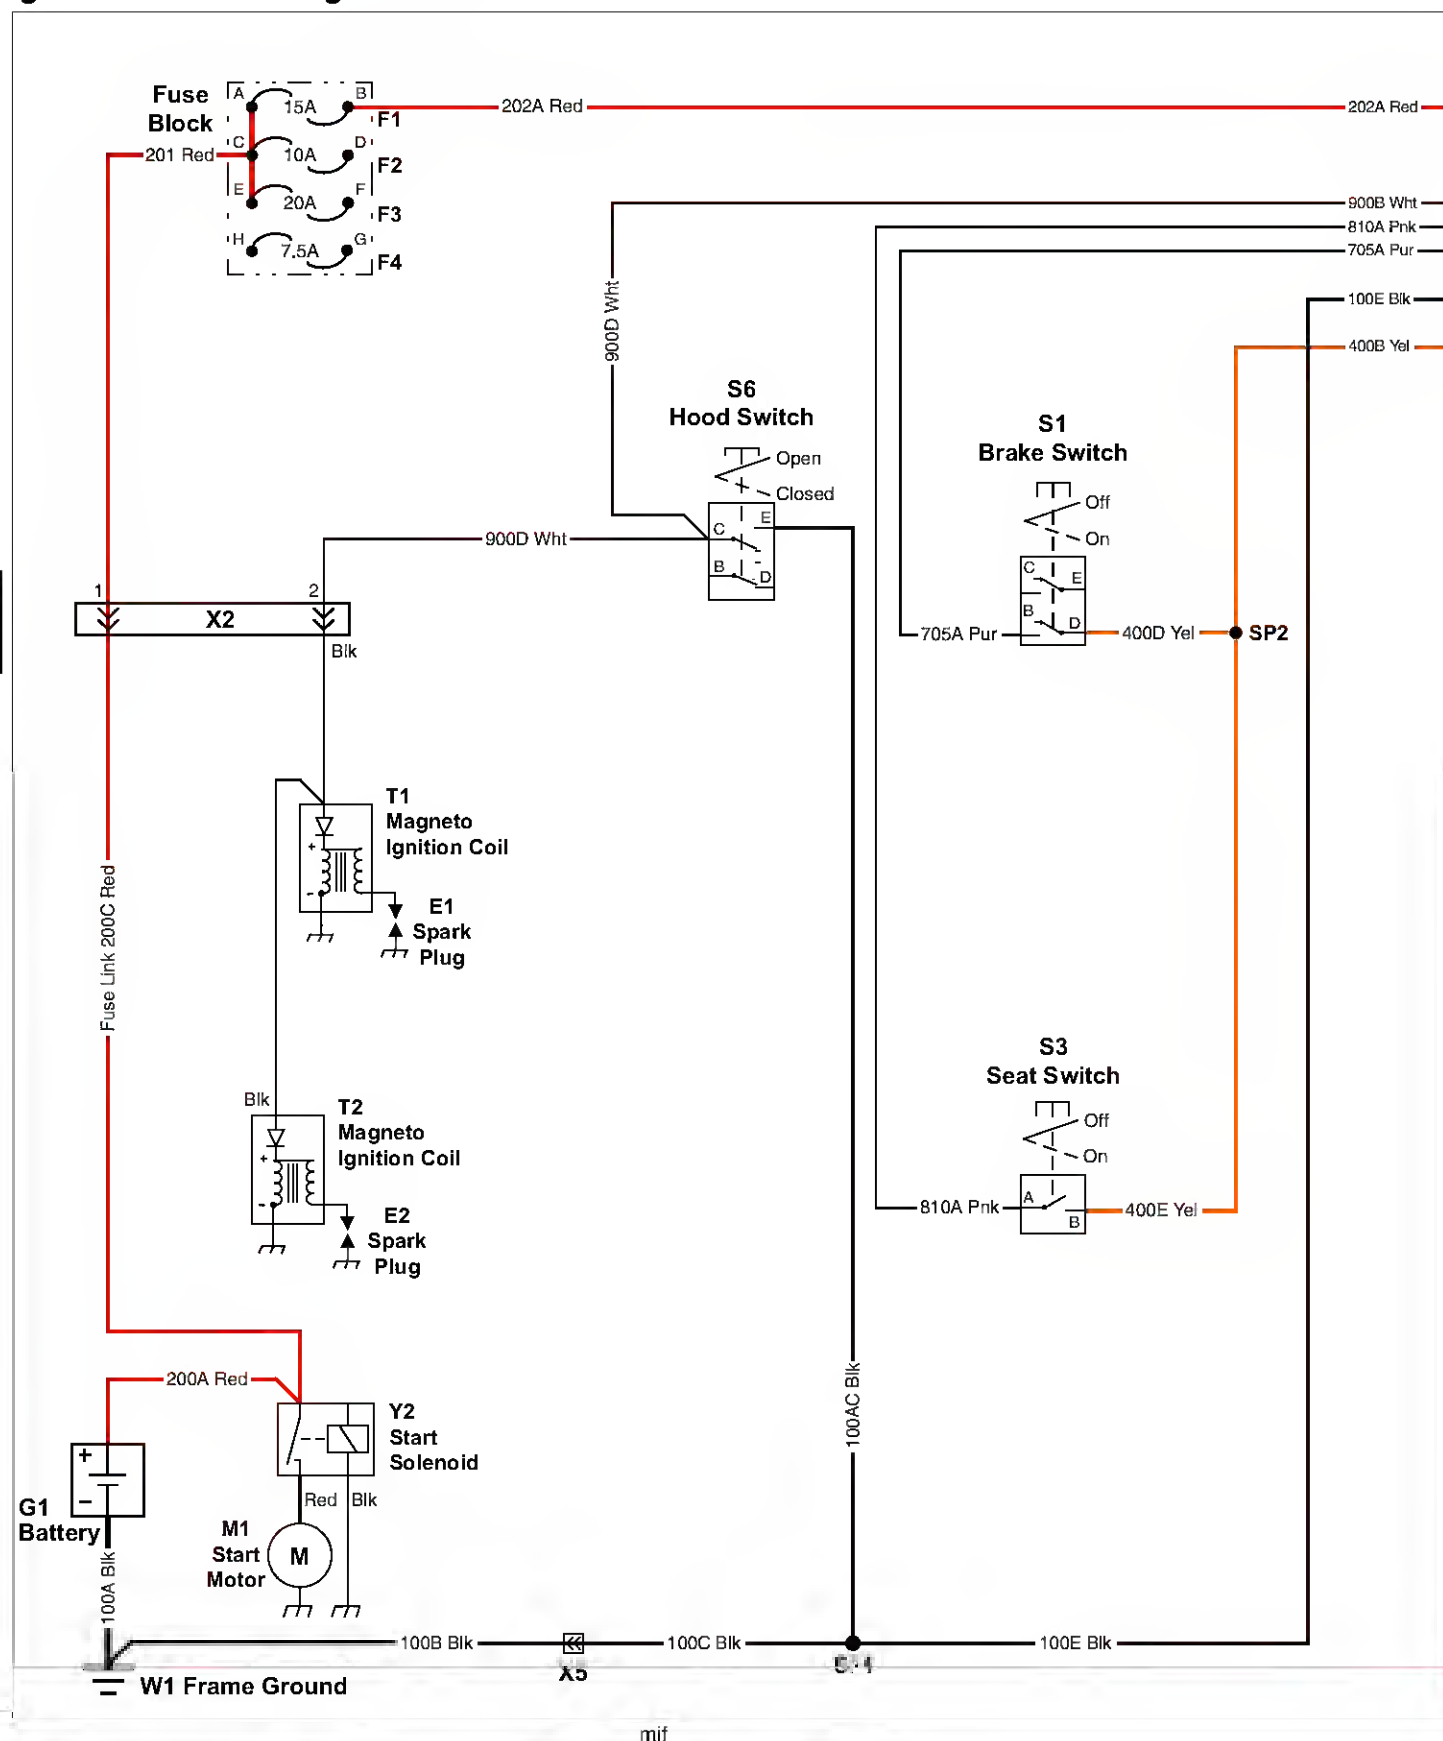 Fuse
Block
A
15A
B
F1
C
10A
D
F2
E
20A
F
F3
H
7.5A
G
F4
201 Red
202A Red
202A Red
900B Wht
810A Pnk
705A Pur
100E Blk
400B Yel
900D Wht
S6
Hood Switch
Open
Closed
C
E
B
D
900D Wht
S1
Brake Switch
Off
On
C
E
B
D
705A Pur
400D Yel
SP2
1
2
X2
Blk
T1
Magneto
Ignition Coil
+
-
E1
Spark
Plug
Fuse Link 200C Red
S3
Seat Switch
Off
On
A
B
810A Pnk
400E Yel
Blk
T2
Magneto
Ignition Coil
+
-
E2
Spark
Plug
200A Red
Y2
Start
Solenoid
+
−
G1
Battery
Red
Blk
M1
Start
Motor
M
100A Blk
100AC Blk
100B Blk
X5
100C Blk
100E Blk
W1 Frame Ground
mif